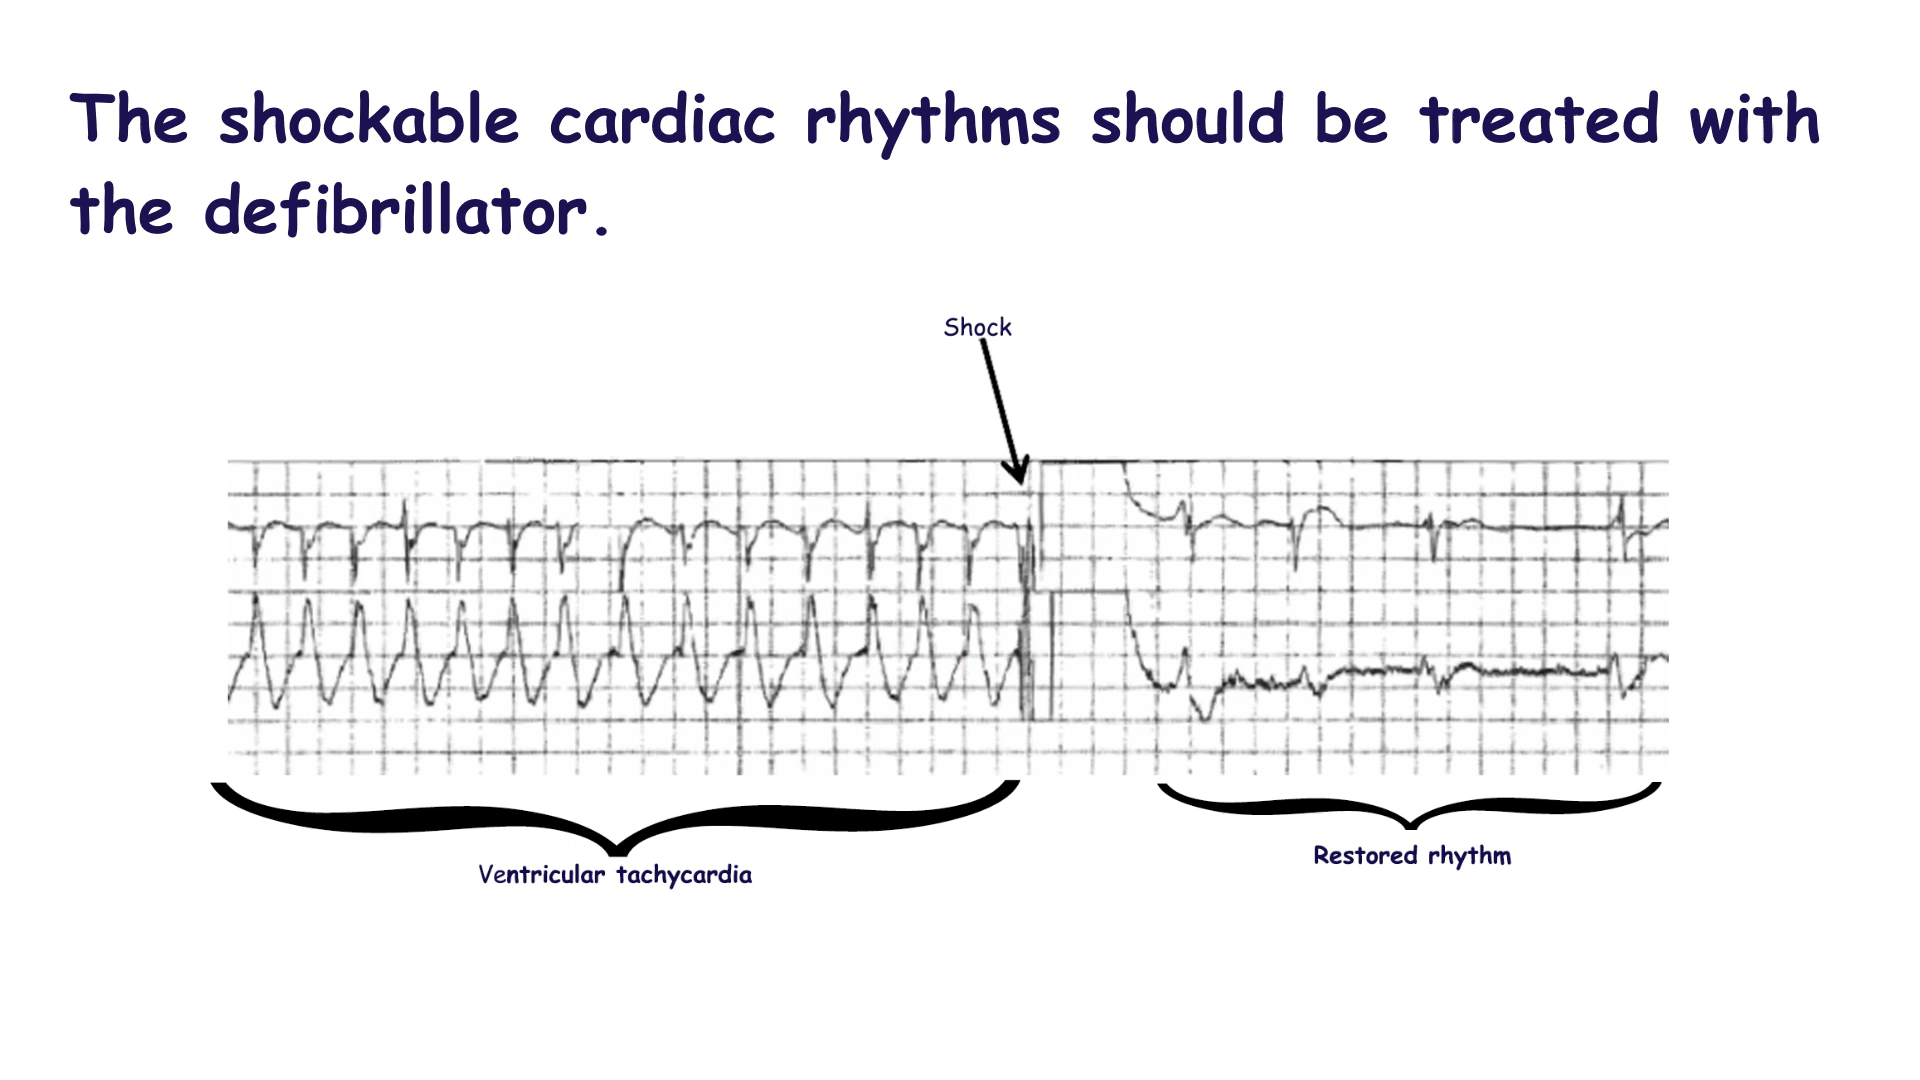 The shockable cardiac rhythms should be treated with
the defibrillator.
Shock
Ventricular tachycardia
Restored rhythm